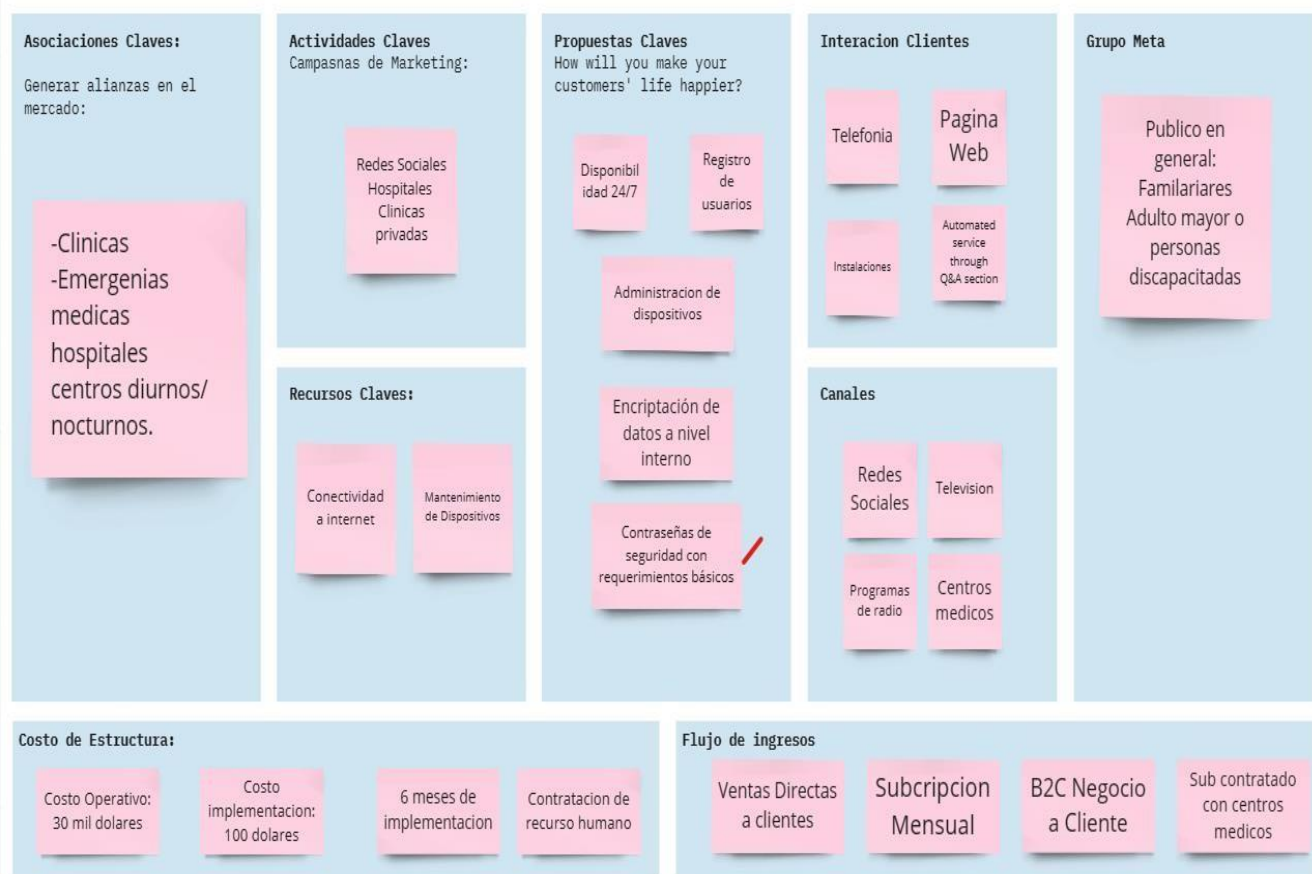 Asociaciones Claves:
Generar alianzas en el
mercado:
-Clinicas
-Emergenias
medicas
hospitales
centros diurnos/
nocturnos.
Actividades Claves
Campasnas de Marketing:
Redes Sociales
Hospitales
Clinicas
privadas
Recursos Claves:
Conectividad
a internet
Mantenimiento
de Dispositivos
Propuestas Claves
How will you make your
customers' life happier?
Disponibil
idad 24/7
Registro
de
usuarios
Administracion de
dispositivos
Encriptación de
datos a nivel
interno
Contraseñas de
seguridad con
requerimientos básicos
Interacion Clientes
Telefonia
Pagina
Web
Instalaciones
Automated
service
through
Q&A section
Canales
Redes
Sociales
Television
Programas
de radio
Centros
medicos
Grupo Meta
Publico en
general:
Familariares
Adulto mayor o
personas
discapacitadas
Costo de Estructura:
Costo Operativo:
30 mil dolares
Costo
implementacion:
100 dolares
6 meses de
implementacion
Contratacion de
recurso humano
Flujo de ingresos
Ventas Directas
a clientes
Subcripcion
Mensual
B2C Negocio
a Cliente
Sub contratado
con centros
medicos